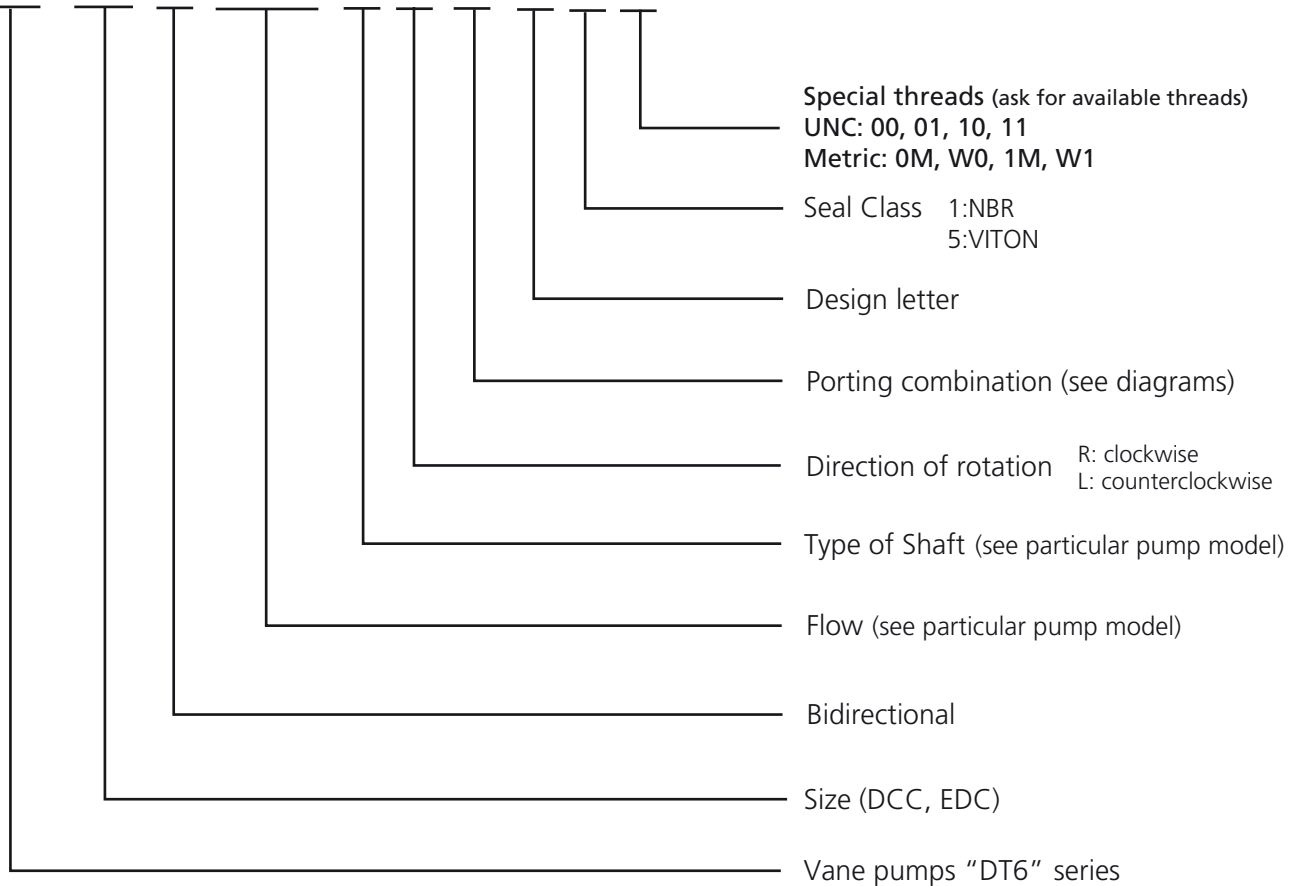 Special threads (ask for available threads)
UNC: 00, 01, 10, 11
Metric: 0M, W0, 1M, W1
Seal Class 1:NBR
5:VITON
Design letter
Porting combination (see diagrams)
Direction of rotation R: clockwise
L: counterclockwise
Type of Shaft (see particular pump model)
Flow (see particular pump model)
Bidirectional
Size (DCC, EDC)
Vane pumps “DT6” series